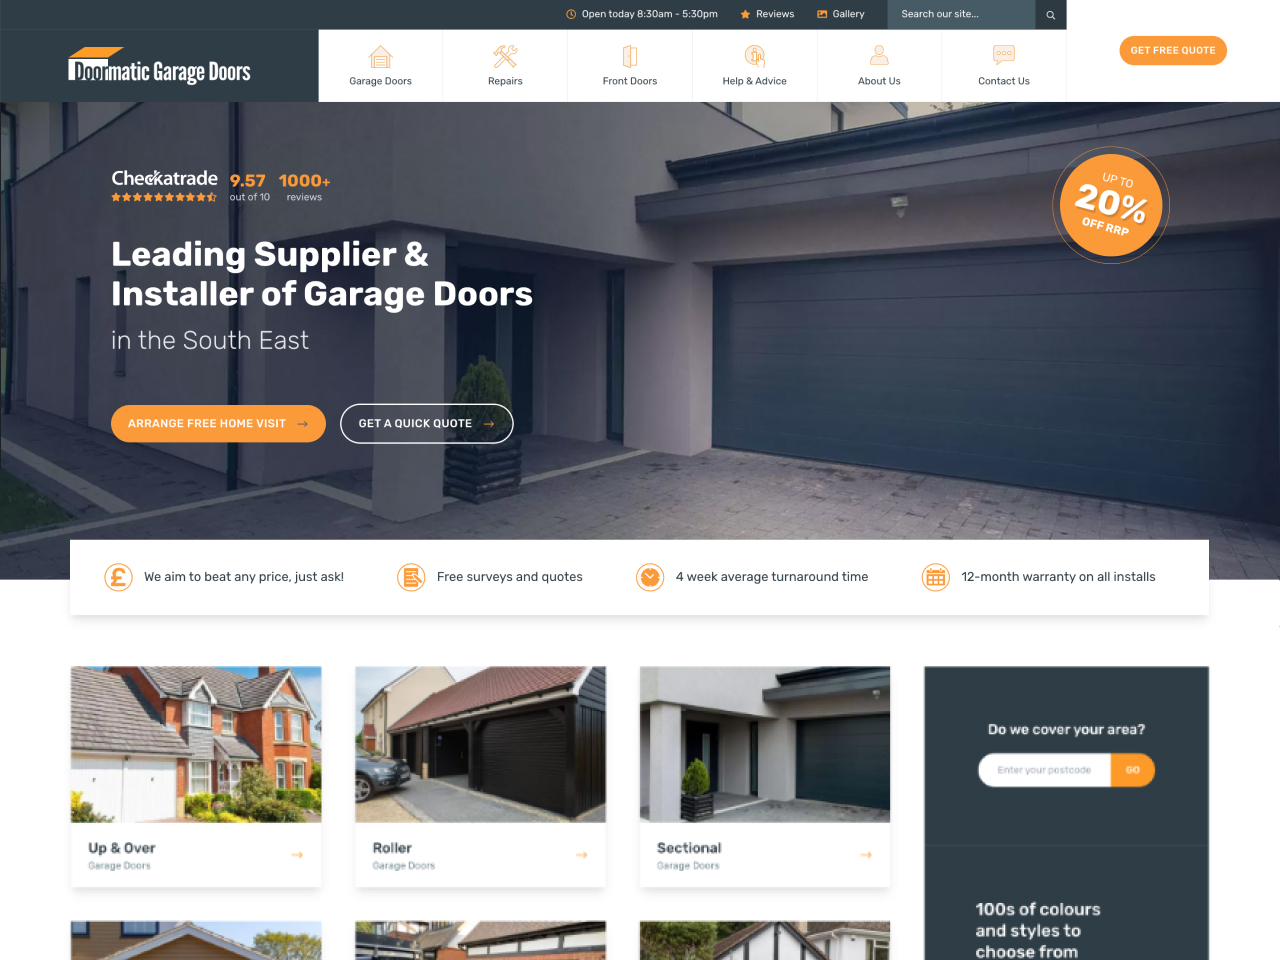 Open today 8:30am - 5:30pm
Reviews
Gallery
Search our site...
Doormatic Garage Doors
Garage Doors
Repairs
Front Doors
Help & Advice
About Us
Contact Us
GET FREE QUOTE
Checkatrade
9.57
out of 10
1000+
reviews
UP TO
20%
OFF RRP
Leading Supplier &
Installer of Garage Doors
in the South East
ARRANGE FREE HOME VISIT
GET A QUICK QUOTE
We aim to beat any price, just ask!
Free surveys and quotes
4 week average turnaround time
12-month warranty on all installs
Up & Over
Garage Doors
Roller
Garage Doors
Sectional
Garage Doors
Do we cover your area?
Enter your postcode
GO
100s of colours
and styles to
choose from